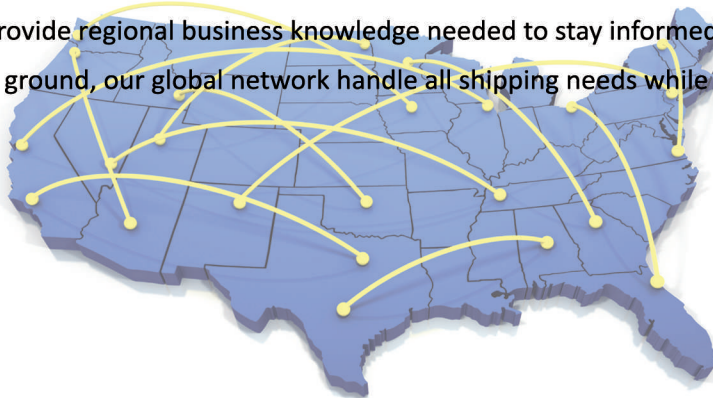 rovide regional business knowledge needed to stay informed
ground, our global network handle all shipping needs while